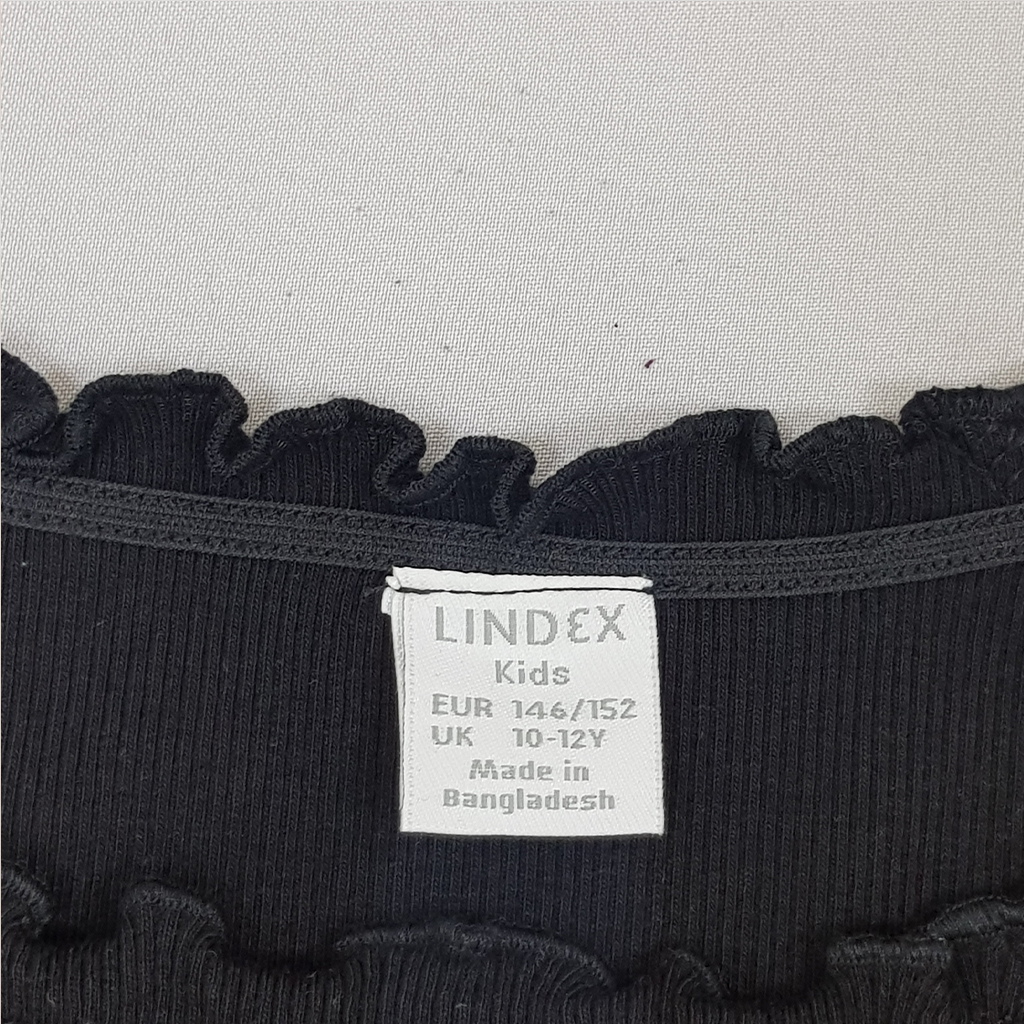 LINDEX
Kids
EUR 146/152
UK 10-12Y
Made in
Bangladesh